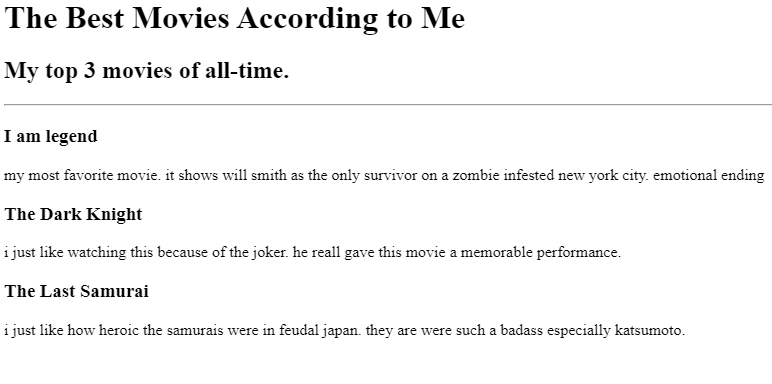 The Best Movies According to Me
My top 3 movies of all-time.
I am legend
my most favorite movie. it shows will smith as the only survivor on a zombie infested new york city. emotional ending
The Dark Knight
i just like watching this because of the joker. he reall gave this movie a memorable performance.
The Last Samurai
i just like how heroic the samurais were in feudal japan. they are were such a badass especially katsumoto.